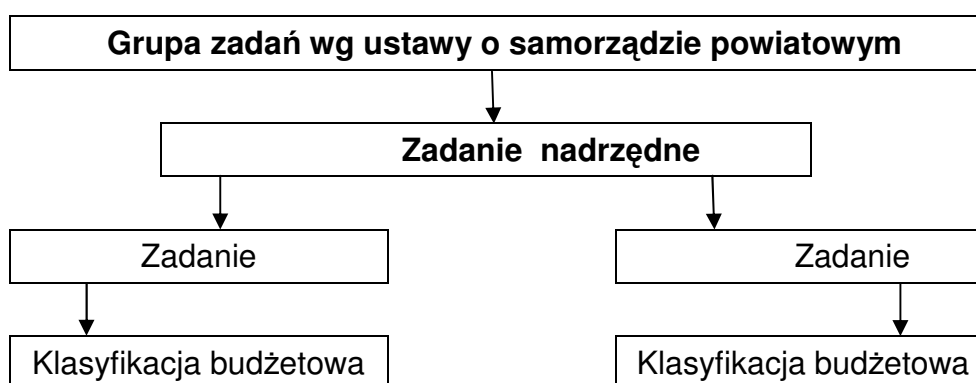 Grupa zadań wg ustawy o samorządzie powiatowym
Zadanie nadrzędne
Zadanie
Zadanie
Klasyfikacja budżetowa
Klasyfikacja budżetowa